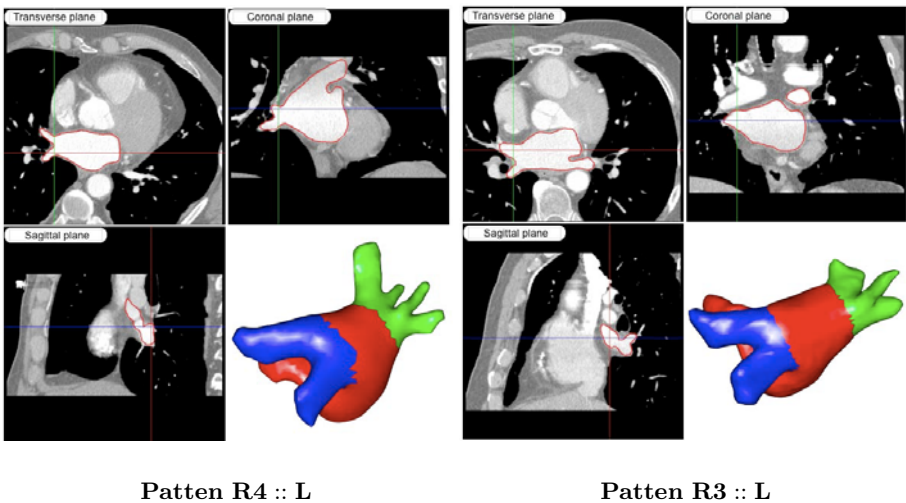 Transverse plane
Coronal plane
Sagittal plane
Transverse plane
Coronal plane
Sagittal plane
Patten R4 :: L
Patten R3 :: L